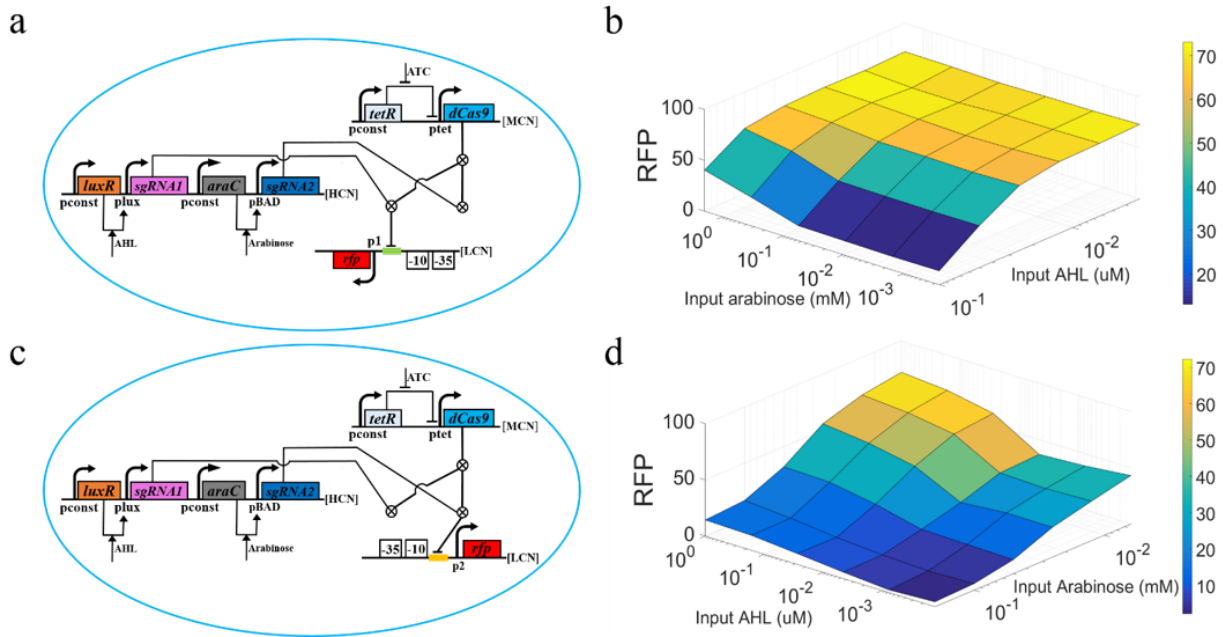 a
ATC
tetR
dCas9
pconst
ptet
[MCN]
luxR
sgRNA1
araC
sgRNA2
[HCN]
pconst
plux
pconst
pBAD
AHL
Arabinose
p1
[LCN]
rfp
-10
-35
b
RFP
100
50
0
10^0
10^-1
10^-2
10^-3
Input arabinose (mM)
10^-1
10^-2
Input AHL (uM)
70
60
50
40
30
20
c
ATC
tetR
dCas9
pconst
ptet
[MCN]
luxR
sgRNA1
araC
sgRNA2
[HCN]
pconst
plux
pconst
pBAD
AHL
Arabinose
-35
-10
p2
rfp
[LCN]
d
RFP
100
50
0
10^0
10^-1
10^-2
10^-3
Input AHL (uM)
10^-1
10^-2
Input Arabinose (mM)
70
60
50
40
30
20
10